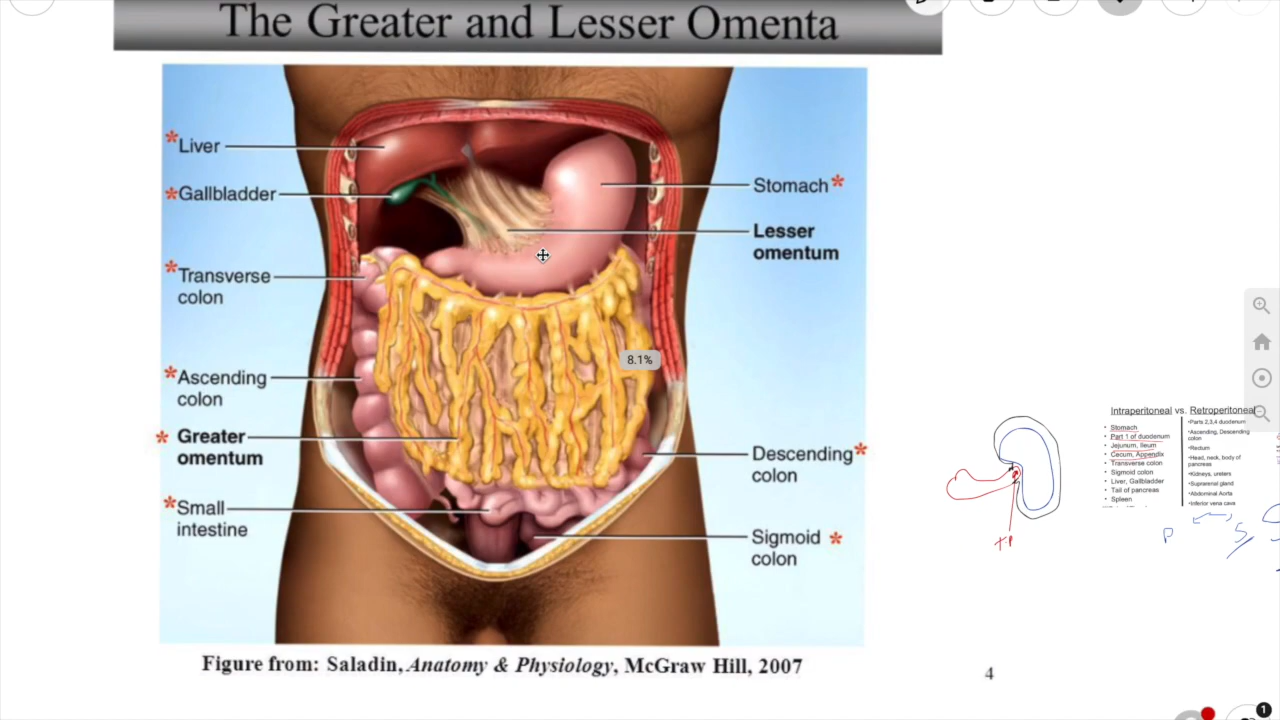 The Greater and Lesser Omenta
*Liver
*Gallbladder
*Transverse
colon
*Ascending
colon
* Greater
omentum
*Small
intestine
Stomach*
Lesser
omentum
8.1%
Descending*
colon
Sigmoid *
colon
Figure from: Saladin, Anatomy & Physiology, McGraw Hill, 2007
4
Intraperitoneal vs. Retroperitoneal
• Stomach
• Part 1 of duodenum
• Jejunum, Ileum
• Cecum, Appendix
• Transverse colon
• Sigmoid colon
• Liver, Gallbladder
• Tail of pancreas
• Spleen
•Parts 2,3,4 duodenum
•Ascending, Descending
colon
•Rectum
•Head, neck, body of
pancreas
•Kidneys, ureters
•Suprarenal gland
•Abdominal Aorta
•Inferior vena cava
P
S
1